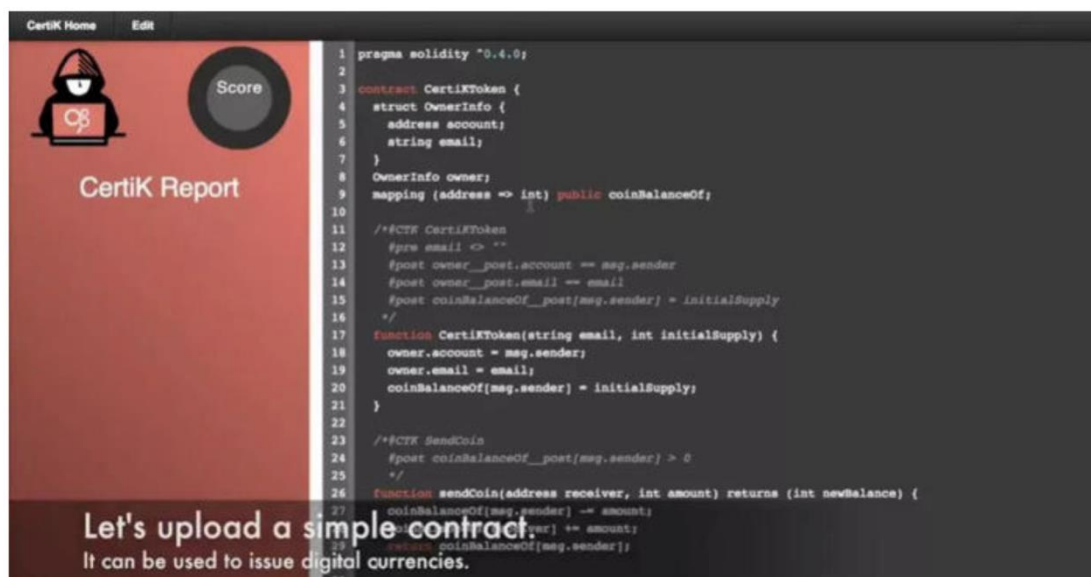 CertiK Home Edit
Score
CertiK Report
1 pragma solidity ^0.4.0;
2
3 contract CertiKToken {
4 struct OwnerInfo {
5 address account;
6 string email;
7 }
8 OwnerInfo owner;
9 mapping (address => int) public coinBalanceOf;
10
11 /*@CTK CertiKToken
12 @pre email <> ""
13 @post owner__post.account == msg.sender
14 @post owner__post.email == email
15 @post coinBalanceOf__post[msg.sender] = initialSupply
16 */
17 function CertiKToken(string email, int initialSupply) {
18 owner.account = msg.sender;
19 owner.email = email;
20 coinBalanceOf[msg.sender] = initialSupply;
21 }
22
23 /*@CTK SendCoin
24 @post coinBalanceOf__post[msg.sender] > 0
25 */
26 function sendCoin(address receiver, int amount) returns (int newBalance) {
27 coinBalanceOf[msg.sender] -= amount;
+= amount;
29 return coinBalanceOf[msg.sender];
Let's upload a simple contract.
It can be used to issue digital currencies.